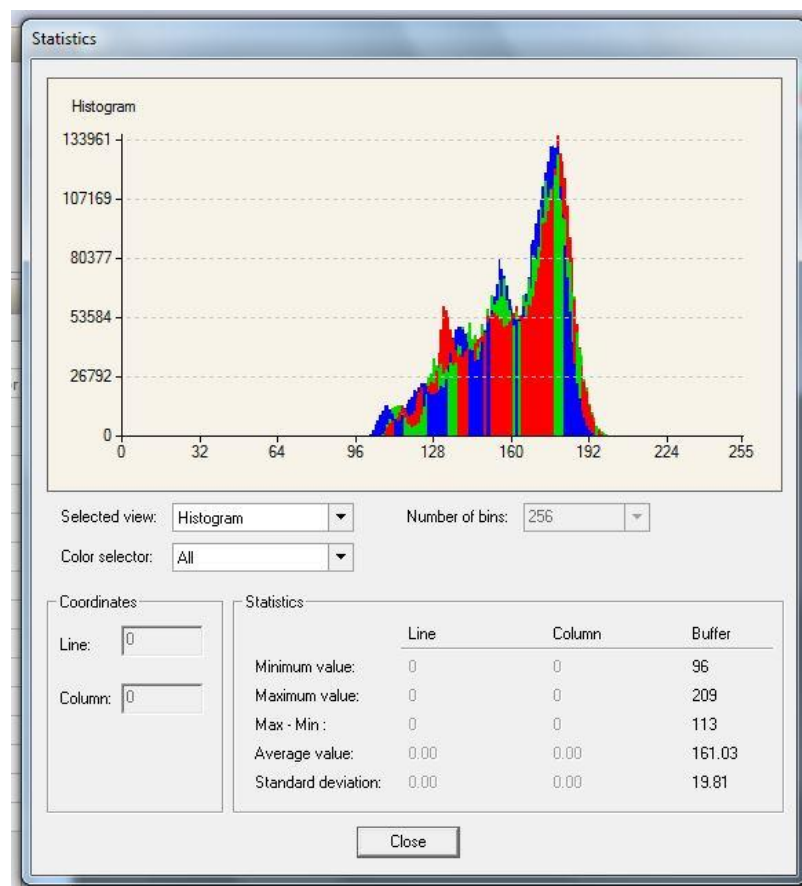 Statistics
Histogram
133961
107169
80377
53584
26792
0
0 32 64 96 128 160 192 224 255
Selected view: Histogram Number of bins: 256
Color selector: All
Coordinates
Line: 0
Column: 0
Statistics
Line Column Buffer
Minimum value: 0 0 96
Maximum value: 0 0 209
Max - Min : 0 0 113
Average value: 0.00 0.00 161.03
Standard deviation: 0.00 0.00 19.81
Close